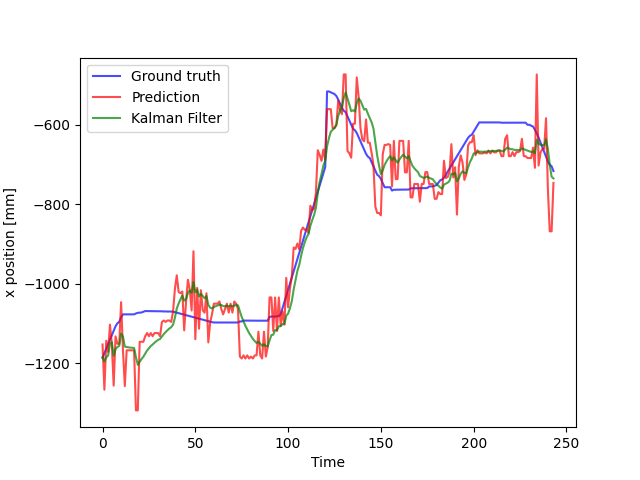 Ground truth
Prediction
Kalman Filter
−600
−800
−1000
−1200
x position [mm]
0
50
100
150
200
250
Time